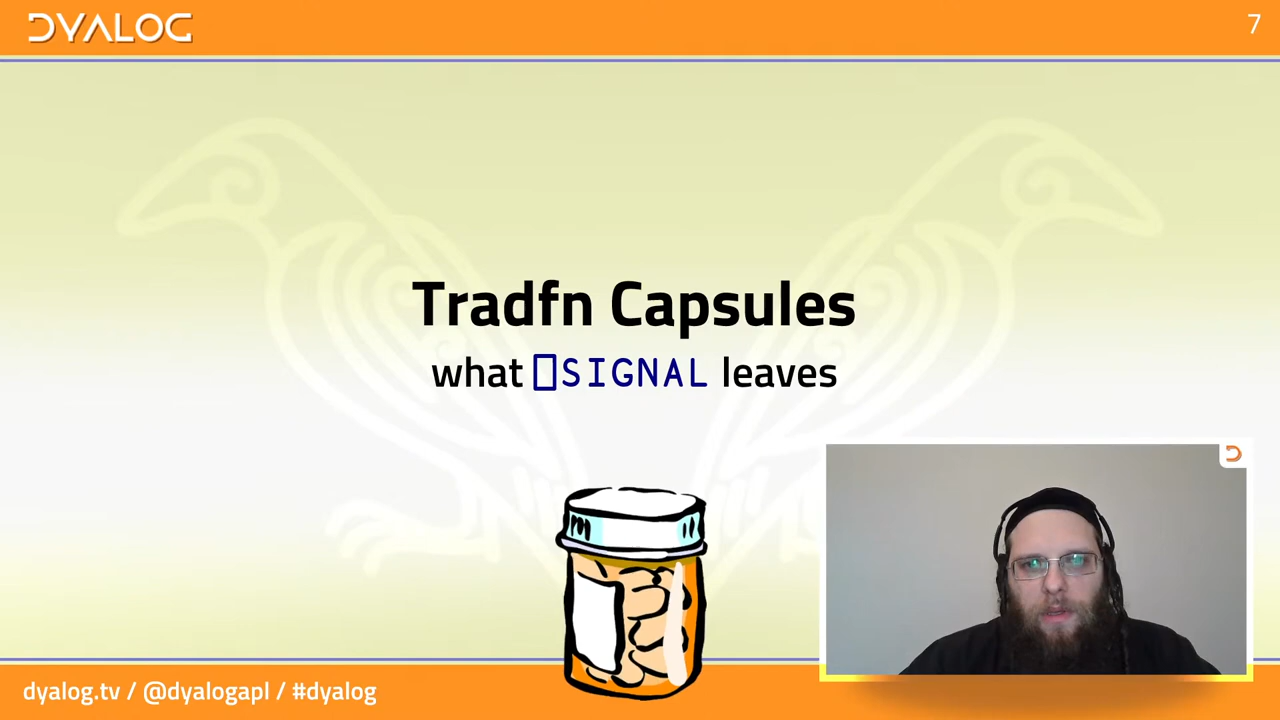 DYALOG
7
Tradfn Capsules
what ⎕SIGNAL leaves
dyalog.tv / @dyalogapl / #dyalog